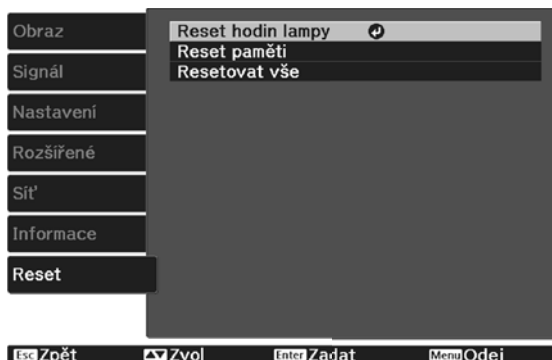 Obraz
Signál
Nastavení
Rozšířené
Síť
Informace
Reset
Reset hodin lampy
Reset paměti
Resetovat vše
Esc Zpět Zvol Enter Zadat Menu Odej